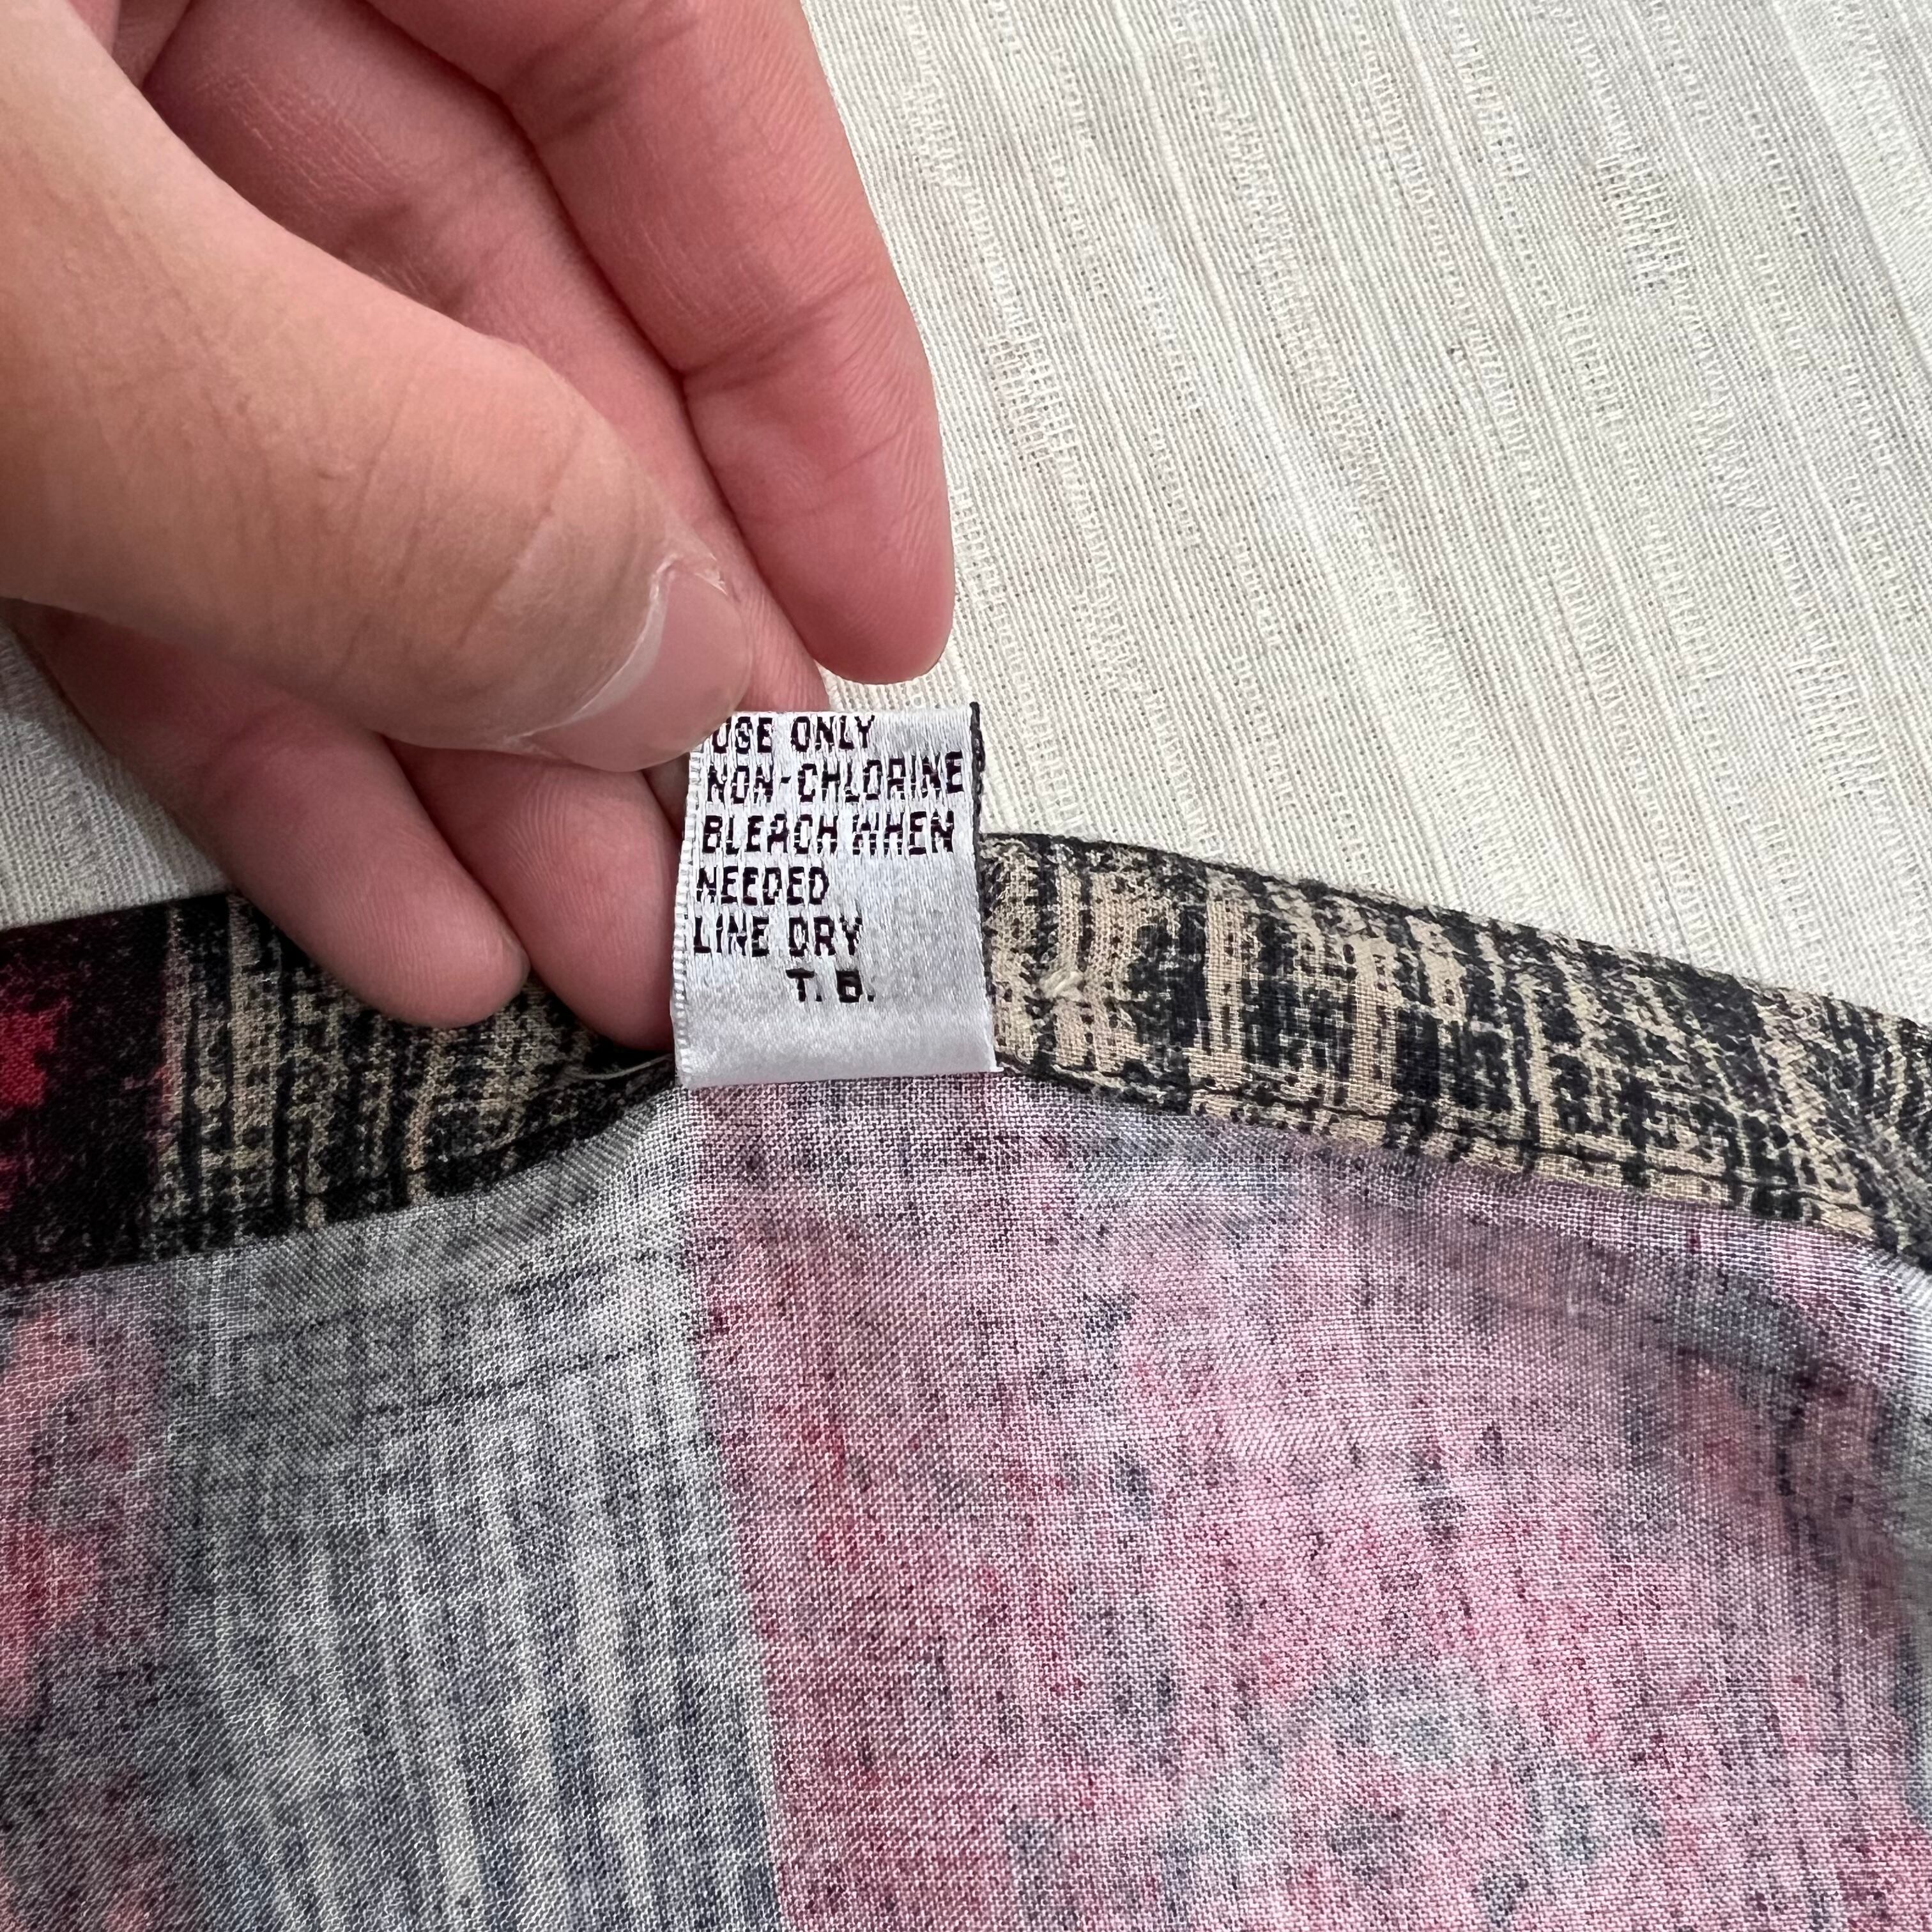 USE ONLY
NON-CHLORINE
BLEACH WHEN
NEEDED
LINE DRY
T. B.